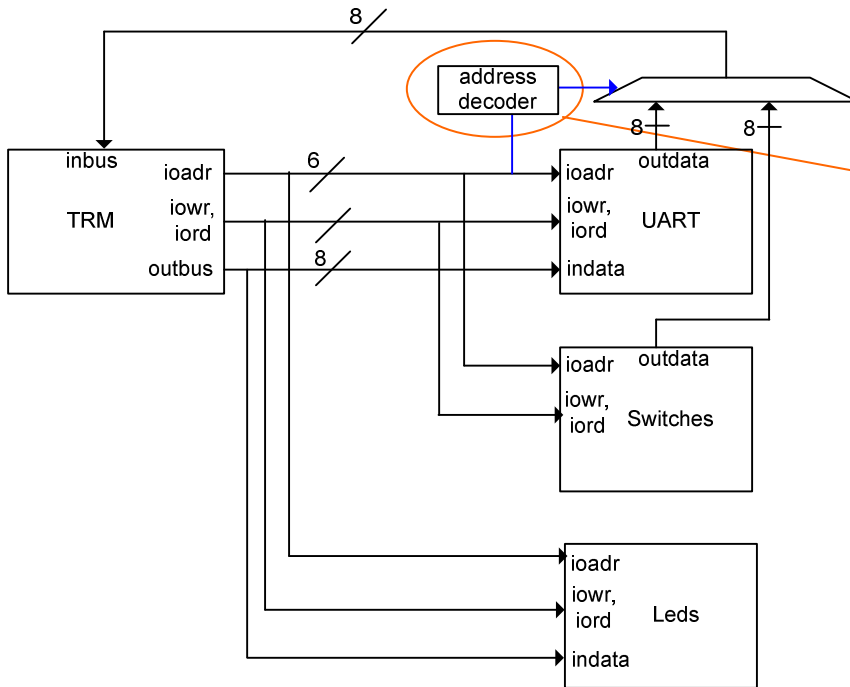 8
address
decoder
8
8
inbus
ioadr
6
iowr,
iord
TRM
outbus
8
outdata
ioadr
iowr,
iord
UART
indata
outdata
ioadr
iowr,
iord
Switches
ioadr
iowr,
iord
Leds
indata